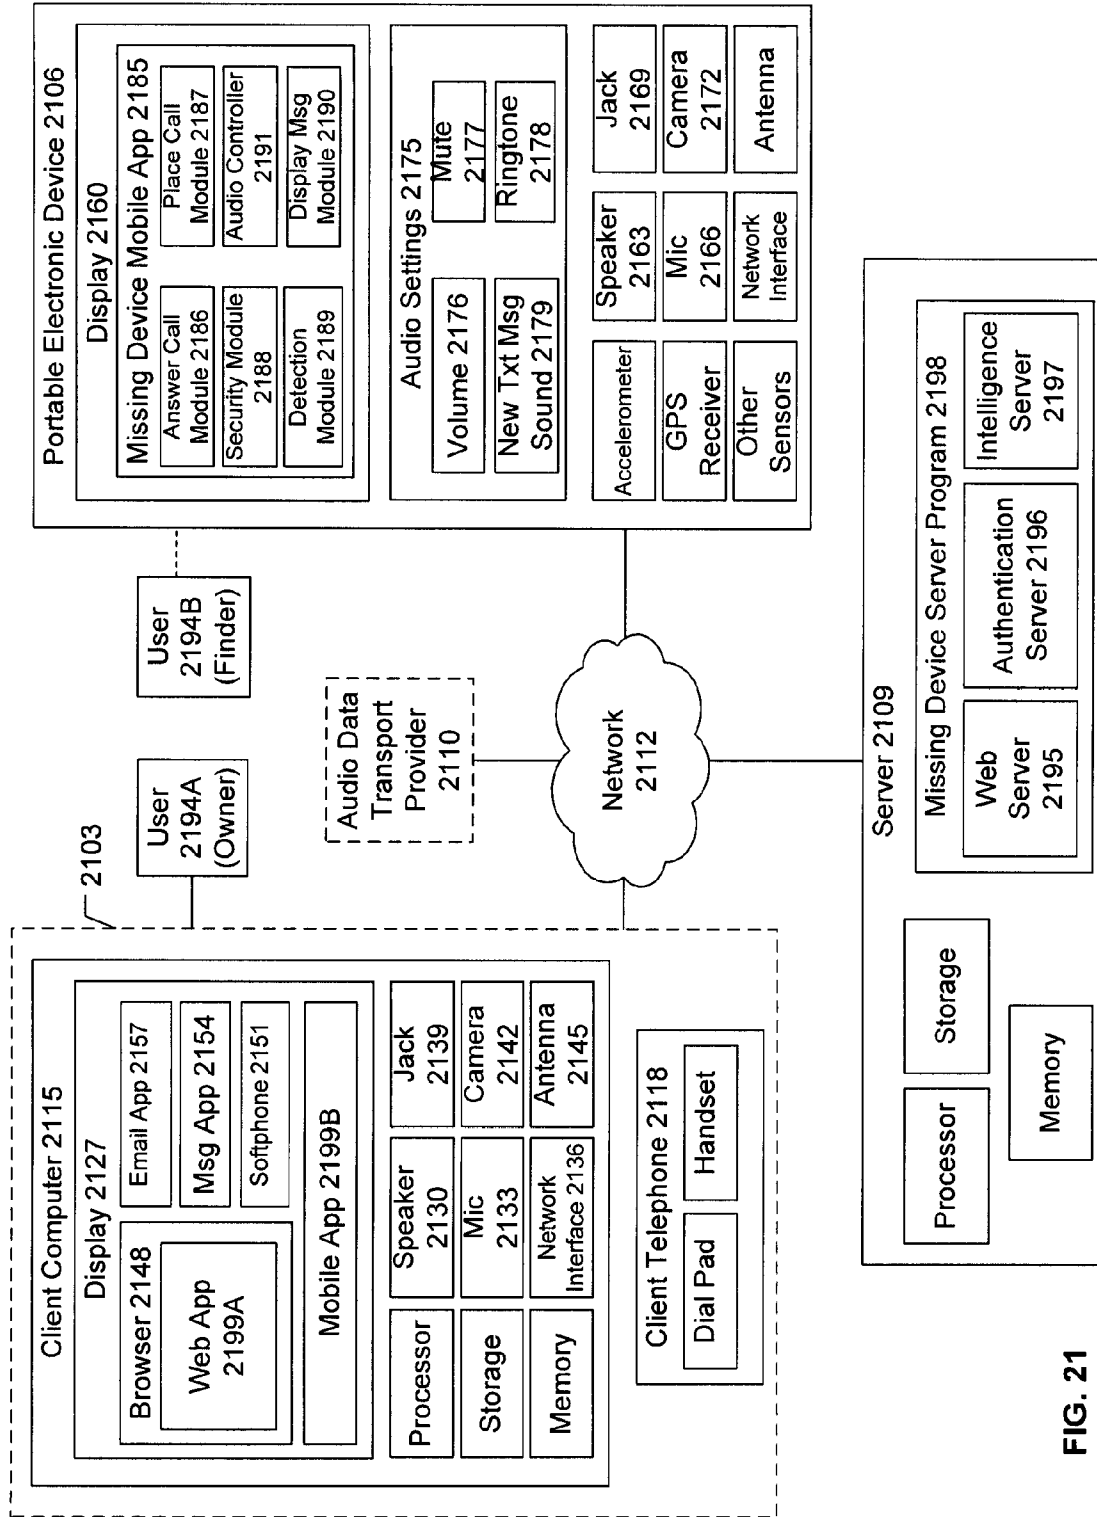 2103
Client Computer 2115
Display 2127
Browser 2148
Web App
2199A
Email App 2157
Msg App 2154
Softphone 2151
Mobile App 2199B
Processor
Speaker
2130
Jack
2139
Storage
Mic
2133
Camera
2142
Memory
Network
Interface 2136
Antenna
2145
Client Telephone 2118
Dial Pad
Handset
User
2194A
(Owner)
User
2194B
(Finder)
Audio Data
Transport
Provider
2110
Network
2112
Portable Electronic Device 2106
Display 2160
Missing Device Mobile App 2185
Answer Call
Module 2186
Place Call
Module 2187
Security Module
2188
Audio Controller
2191
Detection
Module 2189
Display Msg
Module 2190
Audio Settings 2175
Volume 2176
Mute
2177
New Txt Msg
Sound 2179
Ringtone
2178
Accelerometer
Speaker
2163
Jack
2169
GPS
Receiver
Mic
2166
Camera
2172
Other
Sensors
Network
Interface
Antenna
Server 2109
Processor
Storage
Memory
Missing Device Server Program 2198
Web
Server
2195
Authentication
Server 2196
Intelligence
Server
2197
FIG. 21